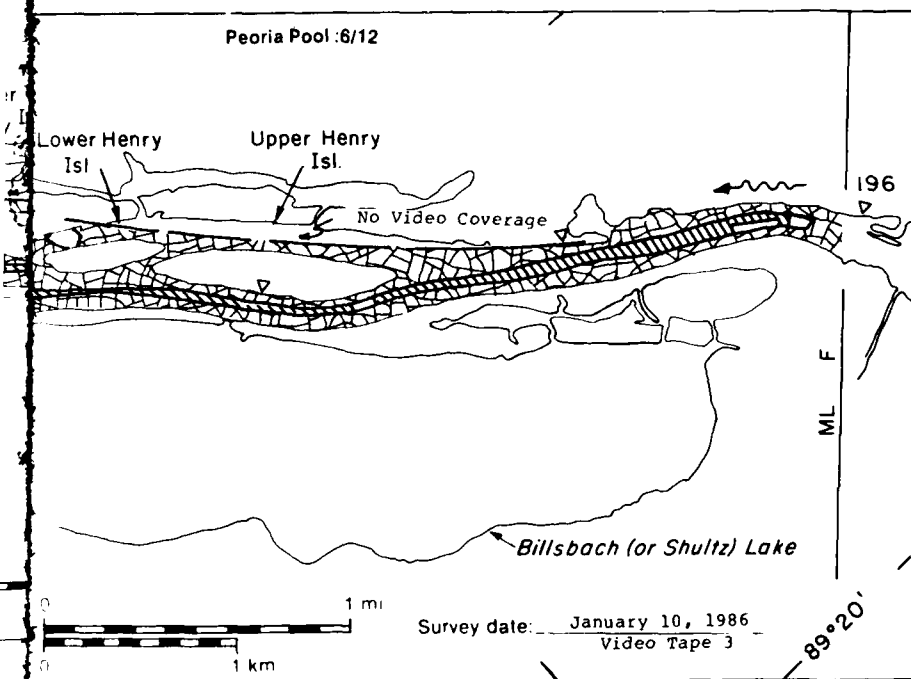 Peoria Pool :6/12
Lower Henry
Isl
Upper Henry
Isl.
No Video Coverage
196
F
ML
Billsbach (or Shultz) Lake
0
1 mi
0
1 km
Survey date: January 10, 1986
Video Tape 3
89°20'